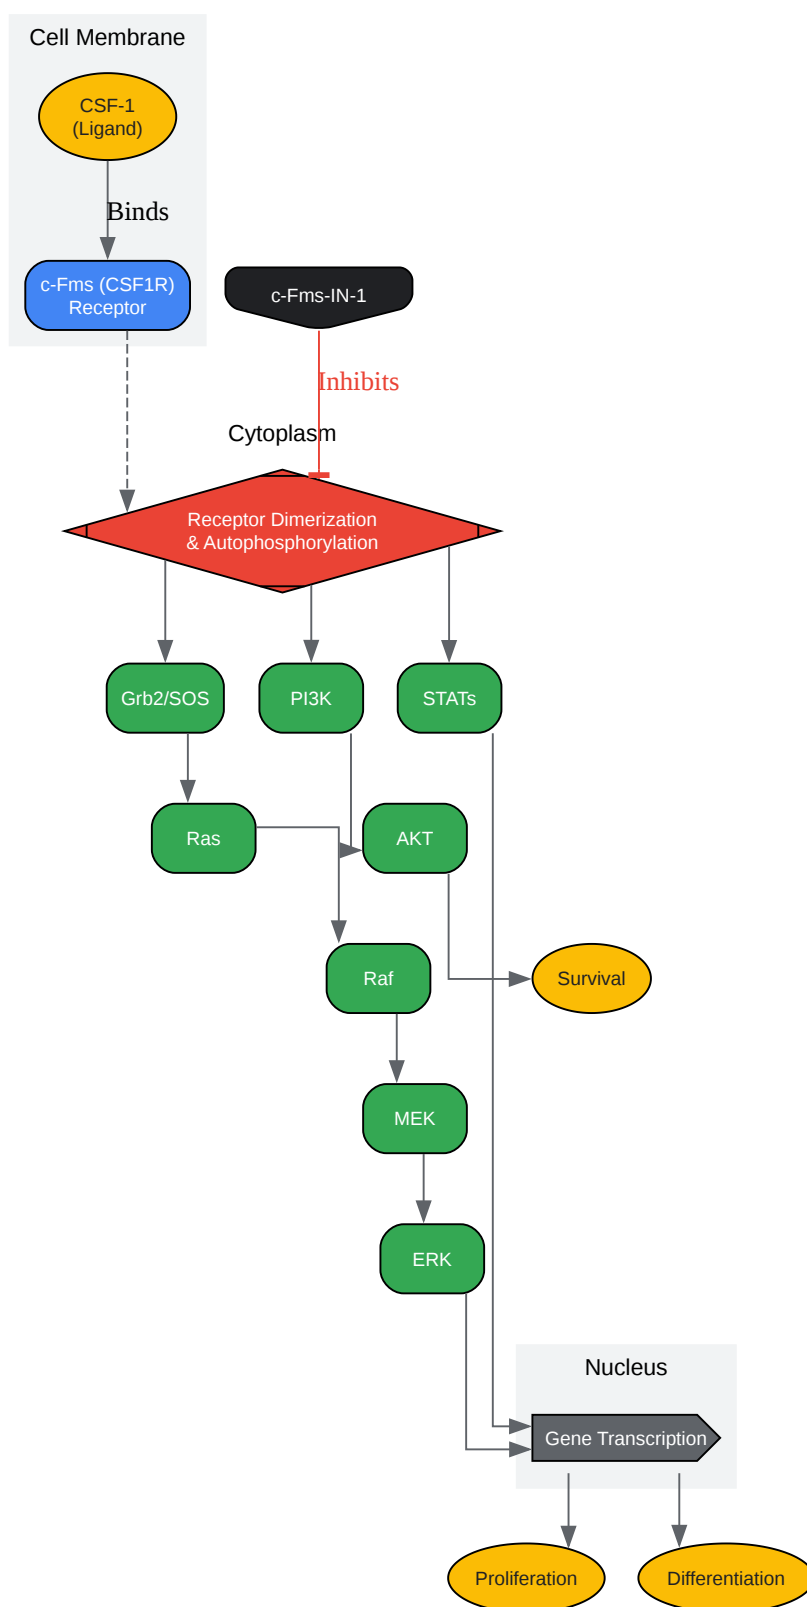 Cell Membrane
CSF-1
(Ligand)
Binds
c-Fms (CSF1R)
Receptor
c-Fms-IN-1
Inhibits
Cytoplasm
Receptor Dimerization
& Autophosphorylation
Grb2/SOS
PI3K
STATs
Ras
AKT
Raf
Survival
MEK
ERK
Nucleus
Gene Transcription
Proliferation
Differentiation